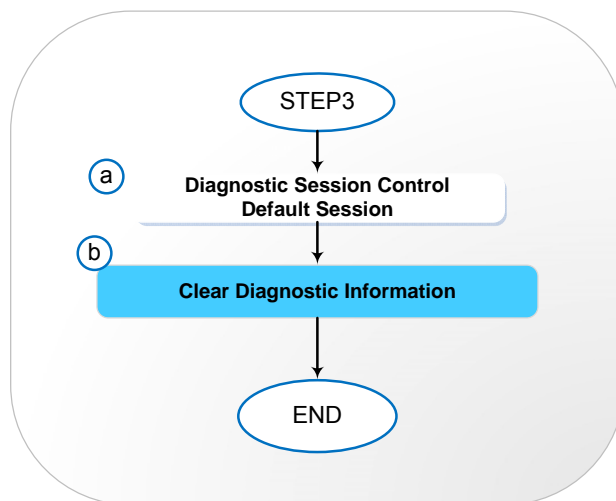 STEP3
a
Diagnostic Session Control
Default Session
b
Clear Diagnostic Information
END